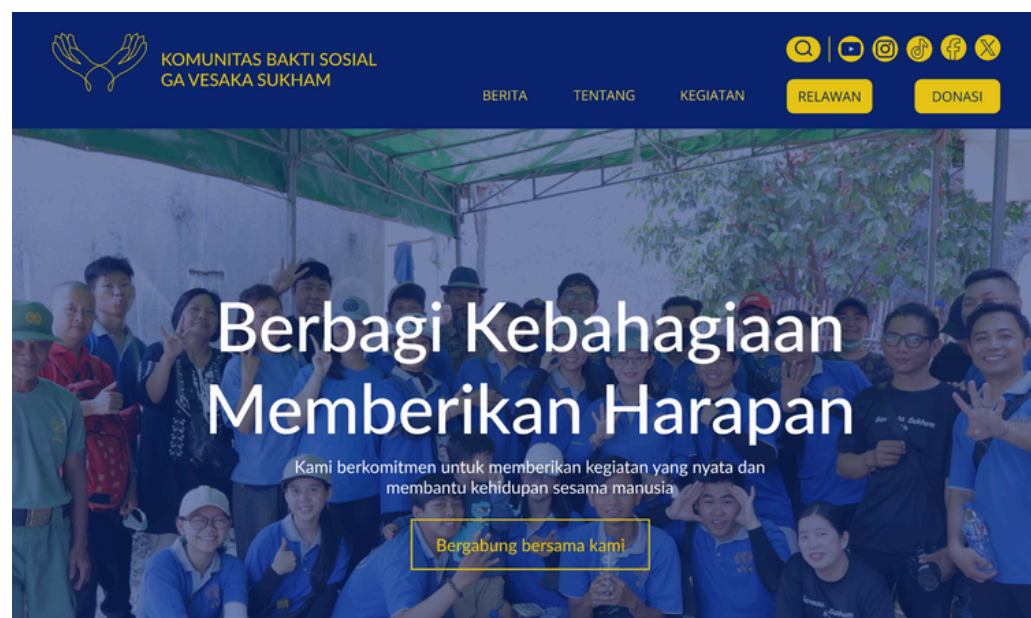 KOMUNITAS BAKTI SOSIAL
GA VESAKA SUKHAM
BERITA
TENTANG
KEGIATAN
RELAWAN
DONASI
Berbagi Kebahagiaan
Memberikan Harapan
Kami berkomitmen untuk memberikan kegiatan yang nyata dan
membantu kehidupan sesama manusia
Bergabung bersama kami